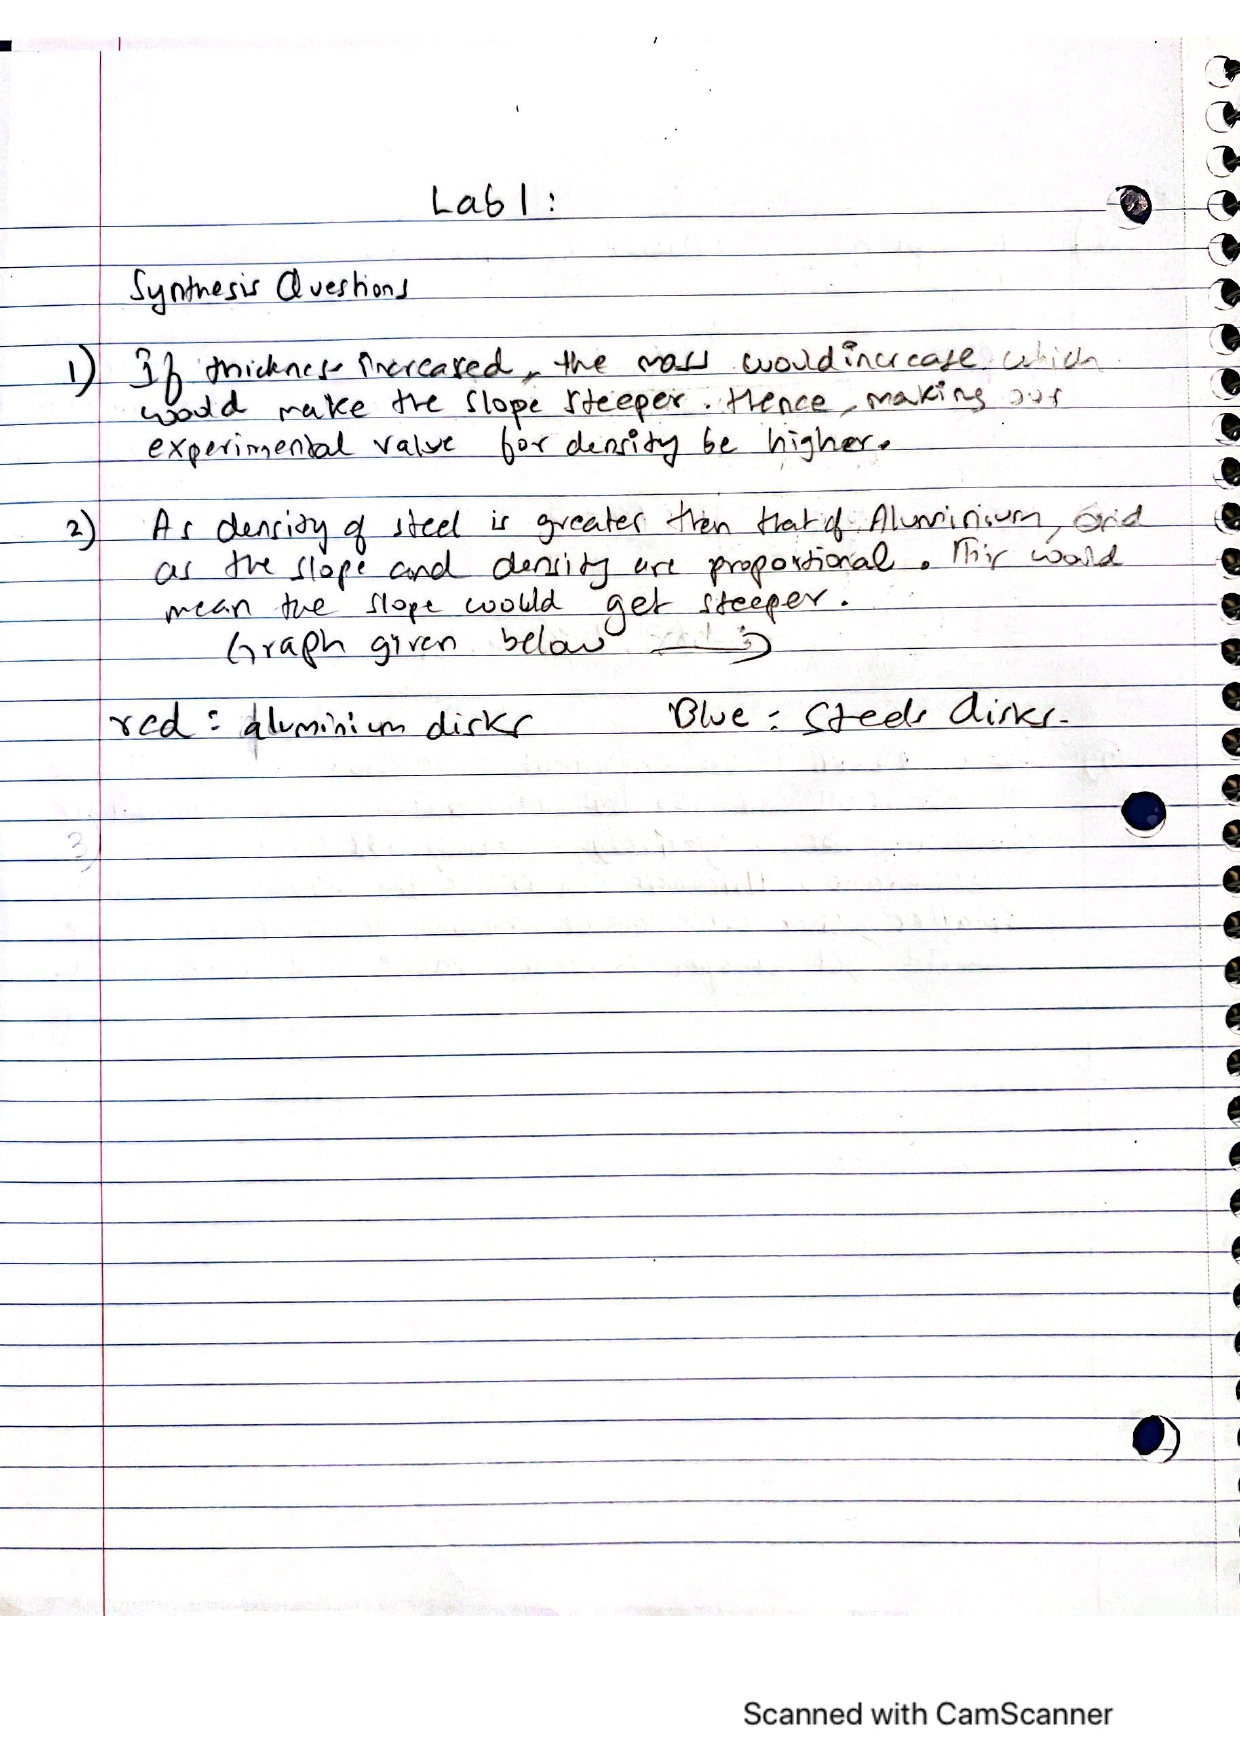 Lab 1:
Synthesis Questions
1) If thickness increased, the mass would increase which
would make the slope steeper. Hence, making our
experimental value for density be higher.
2) As density of steel is greater then that of Aluminium, and
as the slope and density are proportional. This would
mean the slope would get steeper.
Graph given below
red = aluminium disks Blue = Steels disks.
3)
Scanned with CamScanner